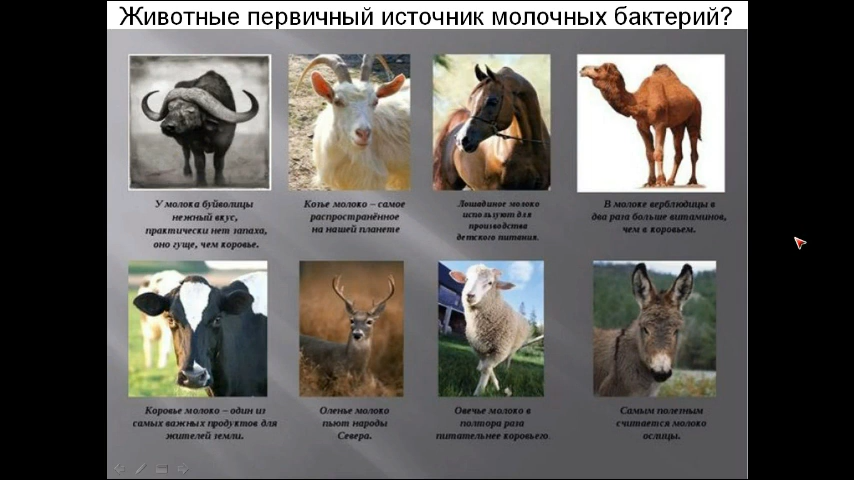 Животные первичный источник молочных бактерий?
У молока буйволицы
нежный вкус,
практически нет запаха,
оно гуще, чем коровье.
Козье молоко – самое
распространённое
на нашей планете
Лошадиное молоко
используют для
производства
детского питания.
В молоке верблюдицы в
два раза больше витаминов,
чем в коровьем.
Коровье молоко – один из
самых важных продуктов для
жителей земли.
Оленье молоко
пьют народы
Севера.
Овечье молоко в
полтора раза
питательнее коровьего.
Самым полезным
считается молоко
ослицы.